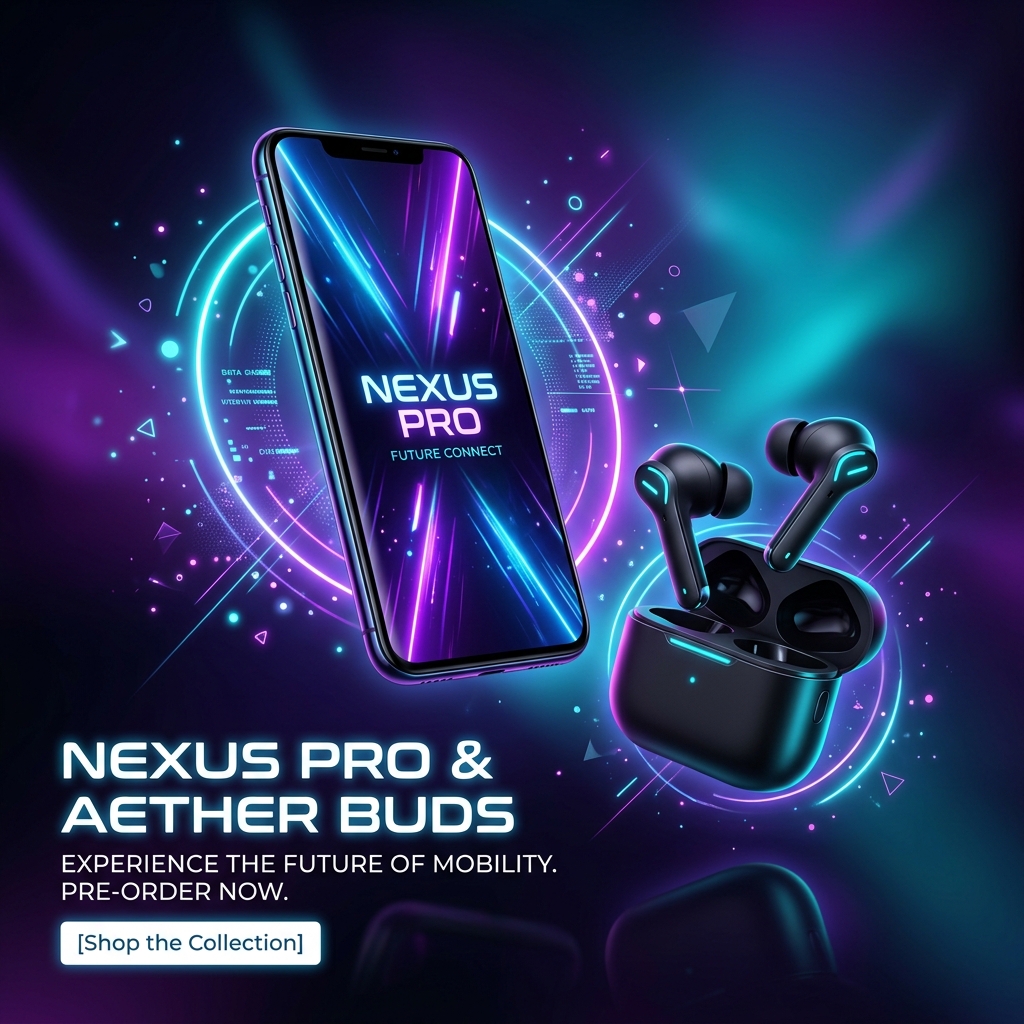 NEXUS
PRO
FUTURE CONNECT
NEXUS PRO &
AETHER BUDS
EXPERIENCE THE FUTURE OF MOBILITY.
PRE-ORDER NOW.
[Shop the Collection]